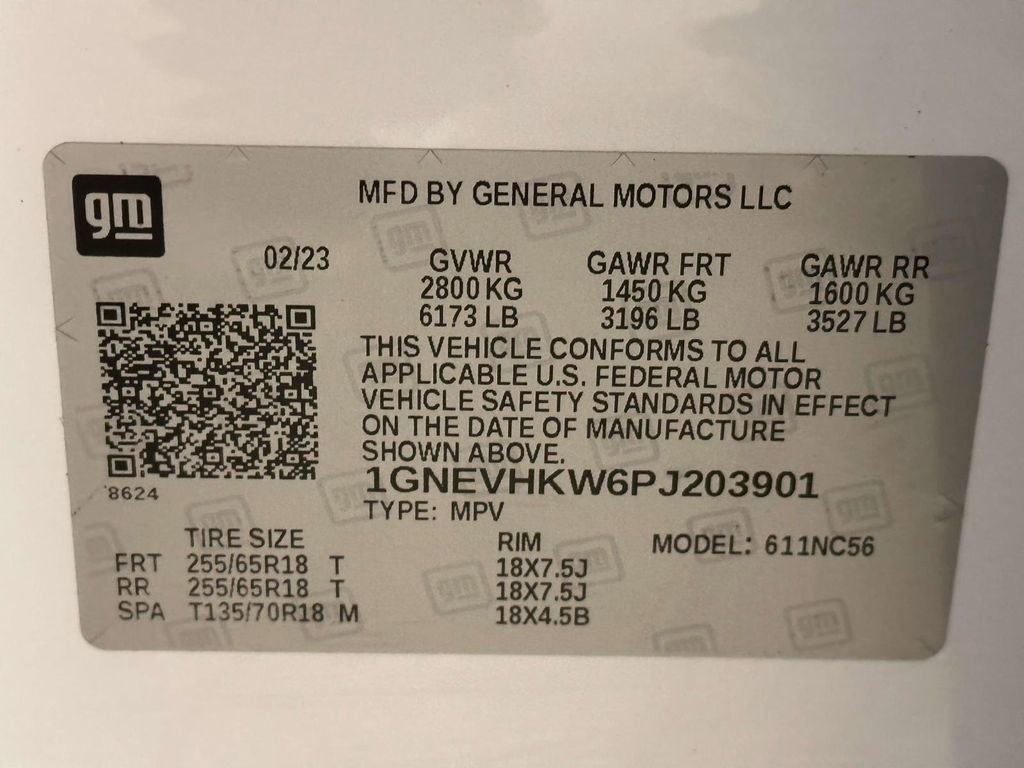 gm
MFD BY GENERAL MOTORS LLC
02/23 GVWR GAWR FRT GAWR RR
2800 KG 1450 KG 1600 KG
6173 LB 3196 LB 3527 LB
THIS VEHICLE CONFORMS TO ALL
APPLICABLE U.S. FEDERAL MOTOR
VEHICLE SAFETY STANDARDS IN EFFECT
ON THE DATE OF MANUFACTURE
SHOWN ABOVE.
8624
1GNEVHKW6PJ203901
TYPE: MPV
TIRE SIZE RIM MODEL: 611NC56
FRT 255/65R18 T 18X7.5J
RR 255/65R18 T 18X7.5J
SPA T135/70R18 M 18X4.5B